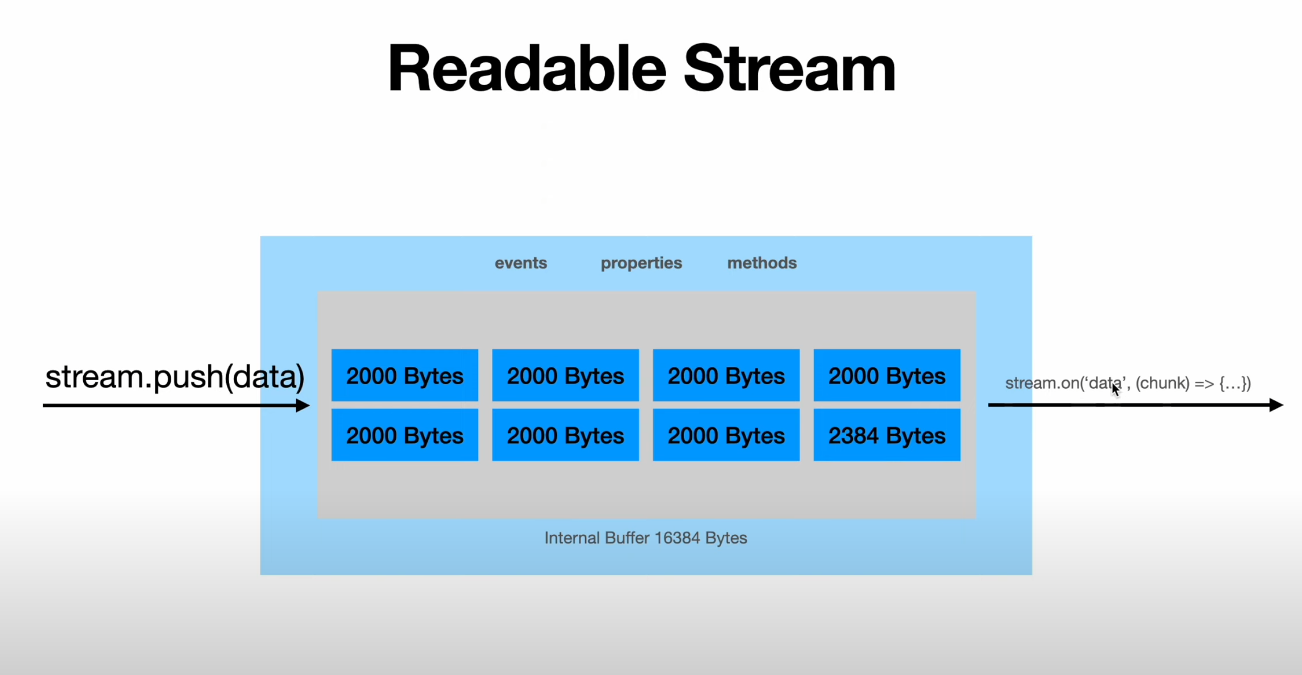 Readable Stream
events properties methods
stream.push(data)
2000 Bytes 2000 Bytes 2000 Bytes 2000 Bytes
2000 Bytes 2000 Bytes 2000 Bytes 2384 Bytes
stream.on(‘data’, (chunk) => {…})
Internal Buffer 16384 Bytes